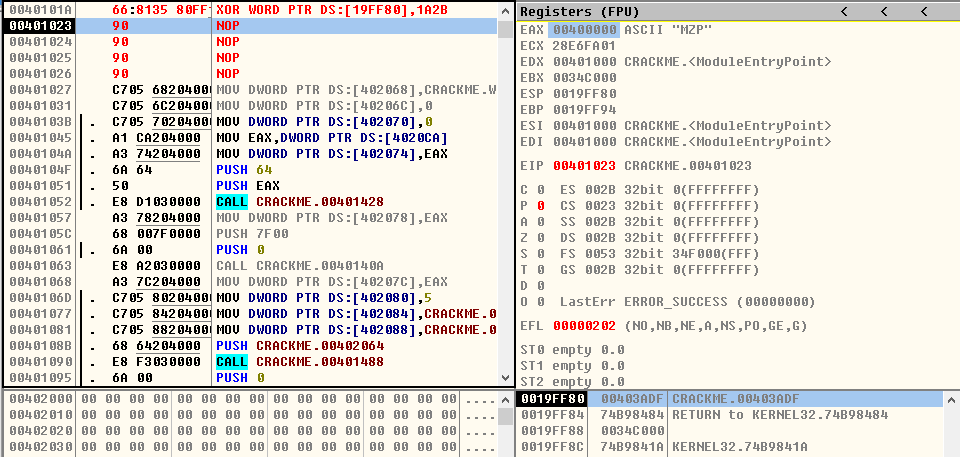 0040101A 66:8135 80FF XOR WORD PTR DS:[19FF80],1A2B
00401023 90 NOP
00401024 90 NOP
00401025 90 NOP
00401026 90 NOP
00401027 C705 68204000 MOV DWORD PTR DS:[402068],CRACKME.W
00401031 C705 6C204000 MOV DWORD PTR DS:[40206C],0
0040103B . C705 70204000 MOV DWORD PTR DS:[402070],0
00401045 . A1 CA204000 MOV EAX,DWORD PTR DS:[4020CA]
0040104A . A3 74204000 MOV DWORD PTR DS:[402074],EAX
0040104F . 6A 64 PUSH 64
00401051 . 50 PUSH EAX
00401052 . E8 D1030000 CALL CRACKME.00401428
00401057 A3 78204000 MOV DWORD PTR DS:[402078],EAX
0040105C 68 007F0000 PUSH 7F00
00401061 . 6A 00 PUSH 0
00401063 E8 A2030000 CALL CRACKME.0040140A
00401068 A3 7C204000 MOV DWORD PTR DS:[40207C],EAX
0040106D . C705 80204000 MOV DWORD PTR DS:[402080],5
00401077 . C705 84204000 MOV DWORD PTR DS:[402084],CRACKME.0
00401081 . C705 88204000 MOV DWORD PTR DS:[402088],CRACKME.0
0040108B . 68 64204000 PUSH CRACKME.00402064
00401090 . E8 F3030000 CALL CRACKME.00401488
00401095 . 6A 00 PUSH 0
Registers (FPU) < < <
EAX 00400000 ASCII "MZP"
ECX 28E6FA01
EDX 00401000 CRACKME.<ModuleEntryPoint>
EBX 0034C000
ESP 0019FF80
EBP 0019FF94
ESI 00401000 CRACKME.<ModuleEntryPoint>
EDI 00401000 CRACKME.<ModuleEntryPoint>
EIP 00401023 CRACKME.00401023
C 0 ES 002B 32bit 0(FFFFFFFF)
P 0 CS 0023 32bit 0(FFFFFFFF)
A 0 SS 002B 32bit 0(FFFFFFFF)
Z 0 DS 002B 32bit 0(FFFFFFFF)
S 0 FS 0053 32bit 34F000(FFF)
T 0 GS 002B 32bit 0(FFFFFFFF)
D 0
O 0 LastErr ERROR_SUCCESS (00000000)
EFL 00000202 (NO,NB,NE,A,NS,PO,GE,G)
ST0 empty 0.0
ST1 empty 0.0
ST2 empty 0.0
00402000 00 00 00 00 00 00 00 00 00 00 00 00 ....
00402010 00 00 00 00 00 00 00 00 00 00 00 00 ....
00402020 00 00 00 00 00 00 00 00 00 00 00 00 ....
00402030 00 00 00 00 00 00 00 00 00 00 00 00 ....
0019FF80 00403ADF CRACKME.00403ADF
0019FF84 74B98484 RETURN to KERNEL32.74B98484
0019FF88 0034C000
0019FF8C 74B9841A KERNEL32.74B9841A